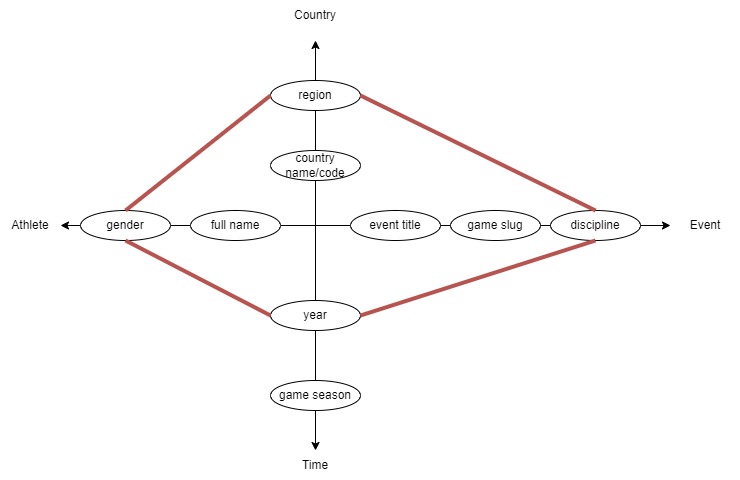 Country
region
country
name/code
Athlete
gender
full name
event title
game slug
discipline
Event
year
game season
Time